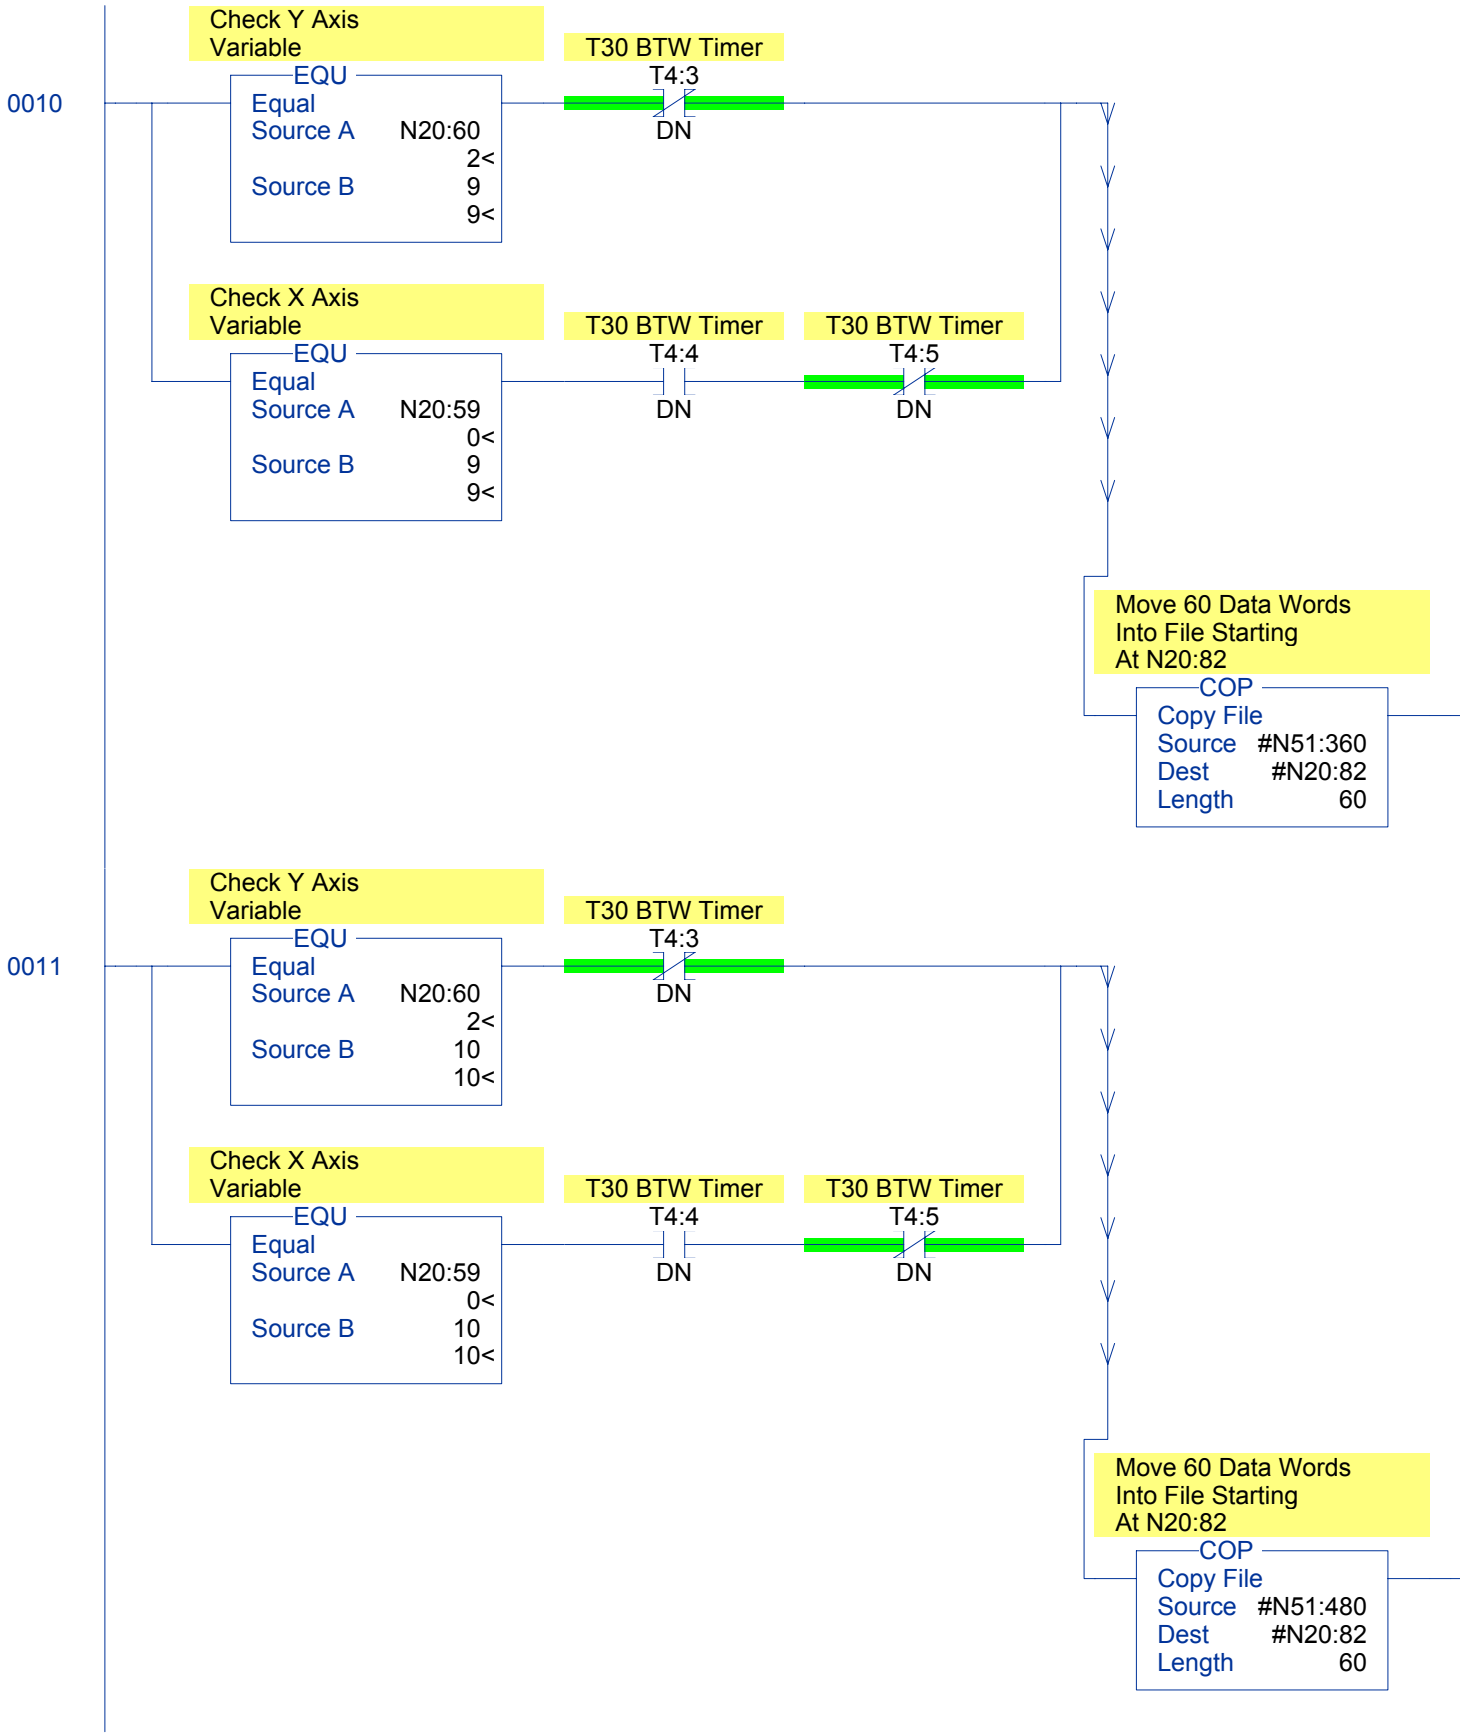 Check Y Axis
Variable
T30 BTW Timer
EQU
T4:3
0010
Equal
DN
Source A N20:60
2<
Source B 9
9<
Check X Axis
Variable
T30 BTW Timer T30 BTW Timer
EQU
T4:4 T4:5
Equal
Source A N20:59
DN DN
0<
Source B 9
9<
Move 60 Data Words
Into File Starting
At N20:82
COP
Copy File
Source #N51:360
Dest #N20:82
Length 60
Check Y Axis
Variable
T30 BTW Timer
EQU
T4:3
0011
Equal
Source A N20:60
DN
2<
Source B 10
10<
Check X Axis
Variable
T30 BTW Timer T30 BTW Timer
EQU
T4:4 T4:5
Equal
Source A N20:59
DN DN
0<
Source B 10
10<
Move 60 Data Words
Into File Starting
At N20:82
COP
Copy File
Source #N51:480
Dest #N20:82
Length 60